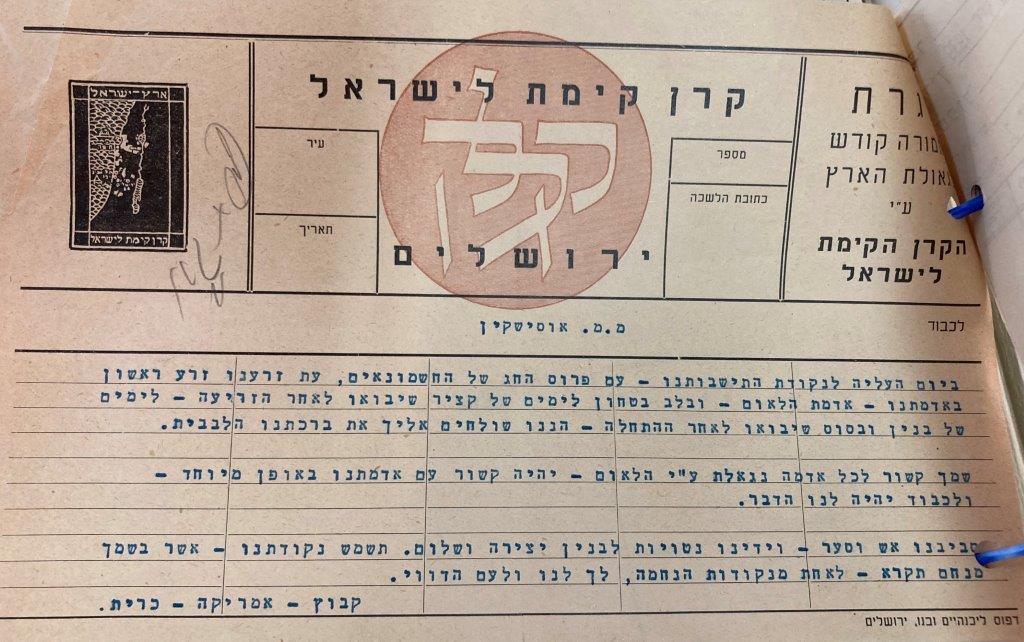 קרן קימת לישראל
ירושלים
ארץ-ישראל
קרן קימת לישראל
עיר
תאריך
מספר
כתובת הלשכה
קודש
הארץ
ע"י
הקרן הקימת
לישראל
לכבוד
מ.מ. אוסישקין
ביום העליה לנקודת התישבותנו - עם פרוס החג של החשמונאים, עת זרענו זרע ראשון
באדמתנו - אדמת הלאום - ובלב בטחון לימים של קציר שיבואו לאחר הזריעה - לימים
של בנין ובסוס שיבואו לאחר ההתחלה - הננו שולחים אליך את ברכתנו הלבבית.
שמך קשור לכל אדמה נגאלת ע"י הלאום - יהיה קשור עם אדמתנו באופן מיוחד -
ולכבוד יהיה לנו הדבר.
סביבנו אש וסער - וידינו נטויות לבנין יצירה ושלום. תשמש נקודתנו - אשר בשמך
מנחם תקרא - לאחת מנקודות הנחמה, לך לנו ולעם הדווי.
קבוץ - אמריקה - כרית.
דפוס ליכנהיים ובנו, ירושלים